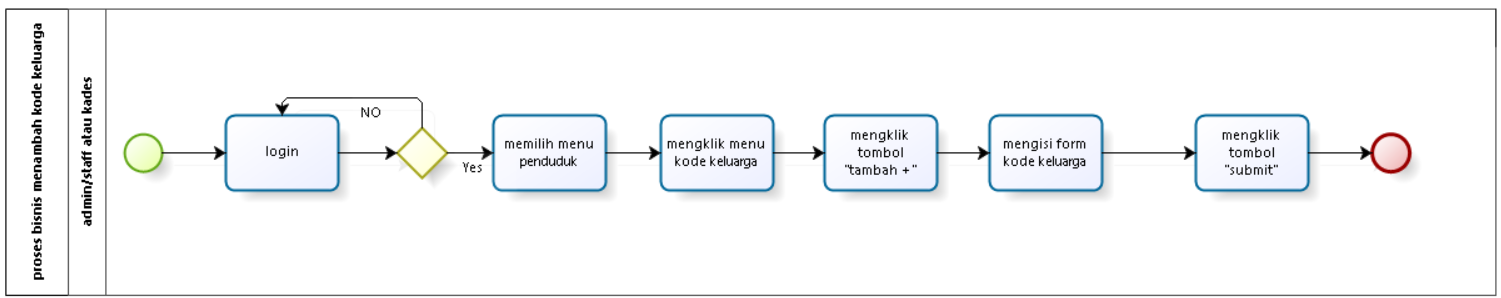 proses bisnis menambah kode keluarga
admin/staff atau kades
login
NO
Yes
memilih menu
penduduk
mengklik menu
kode keluarga
mengklik
tombol
"tambah +"
mengisi form
kode keluarga
mengklik
tombol
"submit"